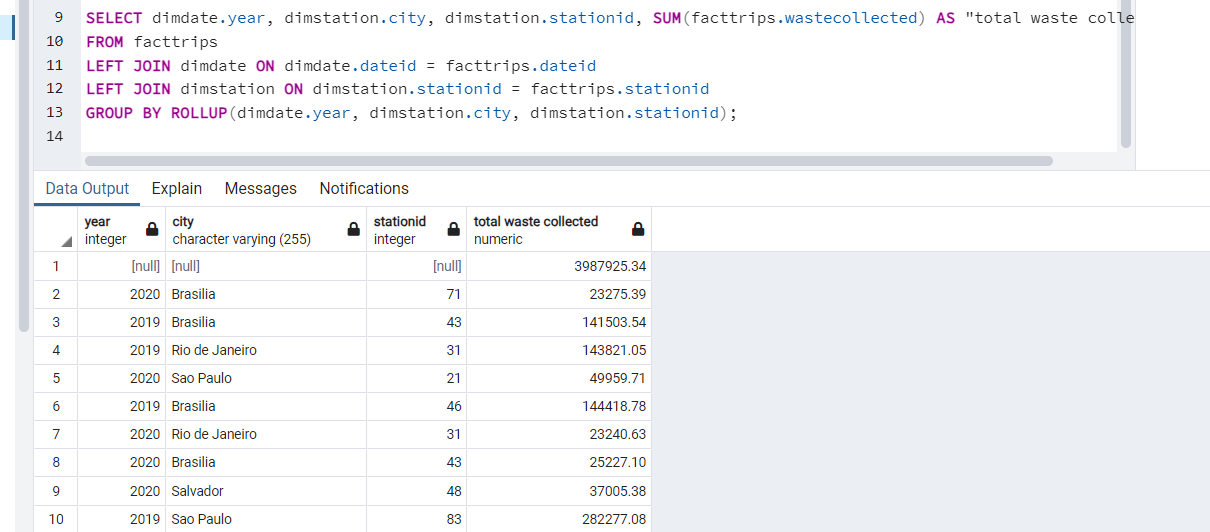 9 SELECT dimdate.year, dimstation.city, dimstation.stationid, SUM(facttrips.wastecollected) AS "total waste colle
10 FROM facttrips
11 LEFT JOIN dimdate ON dimdate.dateid = facttrips.dateid
12 LEFT JOIN dimstation ON dimstation.stationid = facttrips.stationid
13 GROUP BY ROLLUP(dimdate.year, dimstation.city, dimstation.stationid);
14
Data Output Explain Messages Notifications
year city stationid total waste collected
integer character varying (255) integer numeric
1 [null] [null] [null] 3987925.34
2 2020 Brasilia 71 23275.39
3 2019 Brasilia 43 141503.54
4 2019 Rio de Janeiro 31 143821.05
5 2020 Sao Paulo 21 49959.71
6 2019 Brasilia 46 144418.78
7 2020 Rio de Janeiro 31 23240.63
8 2020 Brasilia 43 25227.10
9 2020 Salvador 48 37005.38
10 2019 Sao Paulo 83 282277.08